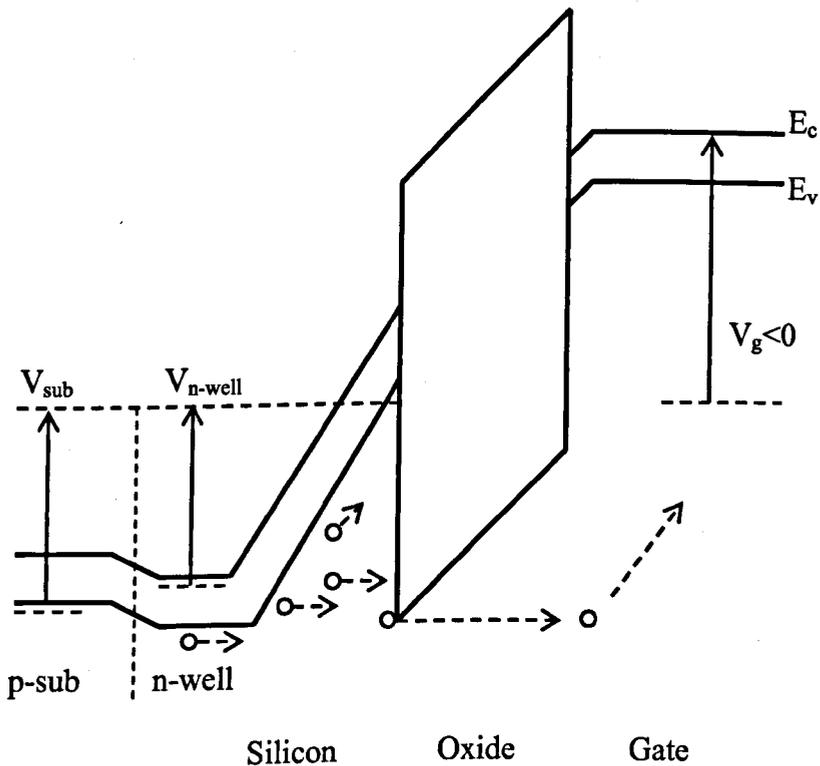 Ec
Ev
Vg<0
Vsub
Vn-well
p-sub
n-well
Silicon
Oxide
Gate